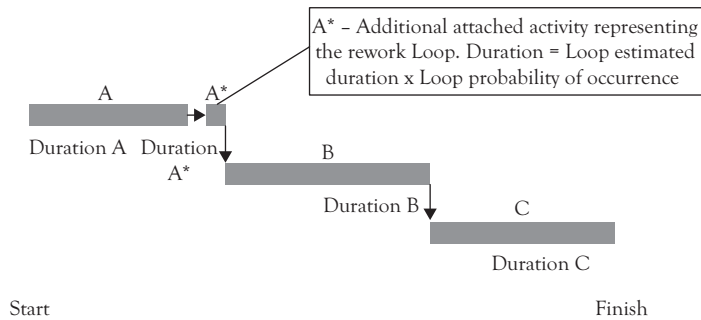 A* – Additional attached activity representing
the rework Loop. Duration = Loop estimated
duration x Loop probability of occurrence
A
A*
Duration A
Duration
A*
B
Duration B
C
Duration C
Start
Finish